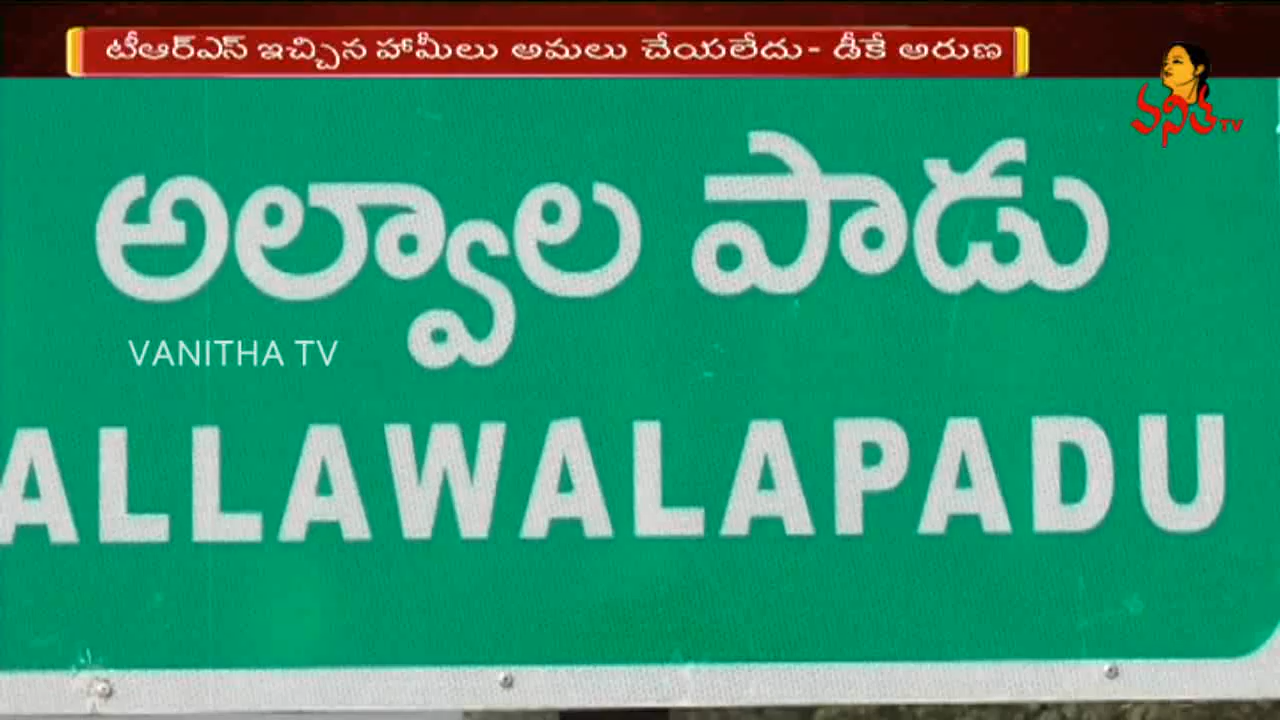 టీఆర్ఎస్ ఇచ్చిన హామీలు అమలు చేయలేదు- డీకే అరుణ
వనిత TV
అల్వాల పాడు
VANITHA TV
ALLAWALAPADU